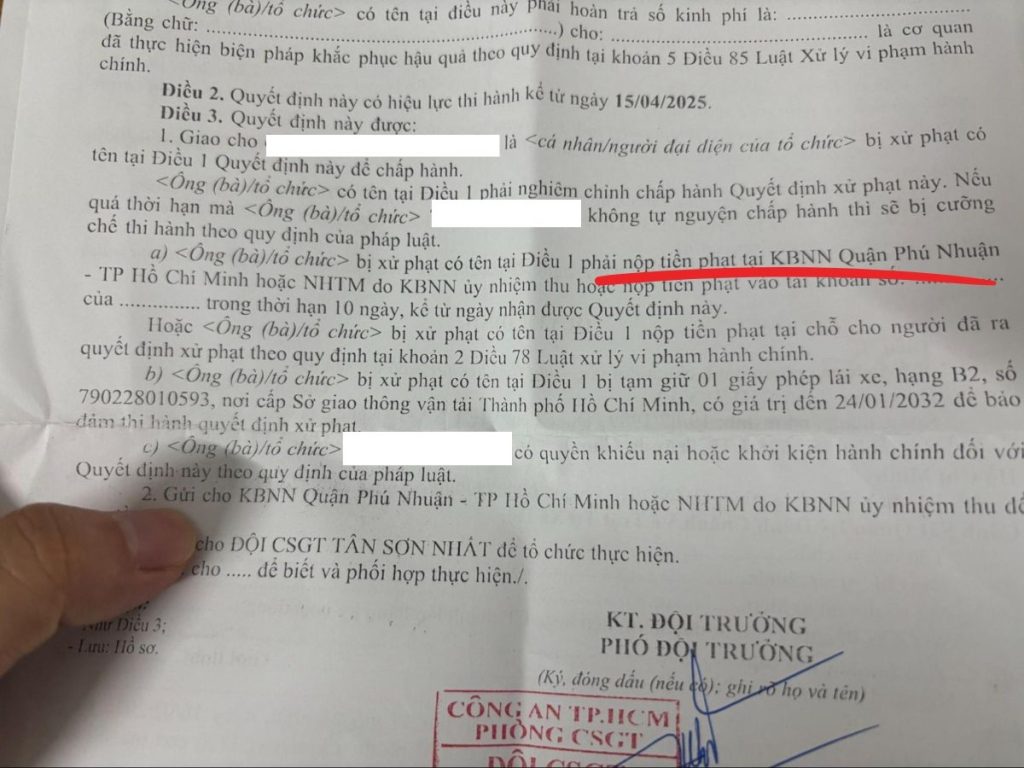 <Ông (bà)/tổ chức> có tên tại điều này phải hoàn trả số kinh phí là: ..............................
(Bằng chữ: ..........................................................) cho: .......................................... là cơ quan
đã thực hiện biện pháp khắc phục hậu quả theo quy định tại khoản 5 Điều 85 Luật Xử lý vi phạm hành
chính.
Điều 2. Quyết định này có hiệu lực thi hành kể từ ngày 15/04/2025.
Điều 3. Quyết định này được:
1. Giao cho là <cá nhân/người đại diện của tổ chức> bị xử phạt có
tên tại Điều 1 Quyết định này để chấp hành.
<Ông (bà)/tổ chức> có tên tại Điều 1 phải nghiêm chỉnh chấp hành Quyết định xử phạt này. Nếu
quá thời hạn mà <Ông (bà)/tổ chức> không tự nguyện chấp hành thì sẽ bị cưỡng
chế thi hành theo quy định của pháp luật.
a) <Ông (bà)/tổ chức> bị xử phạt có tên tại Điều 1 phải nộp tiền phạt tại KBNN Quận Phú Nhuận
- TP Hồ Chí Minh hoặc NHTM do KBNN ủy nhiệm thu hoặc nộp tiền phạt vào tài khoản số: ...............
của ............... trong thời hạn 10 ngày, kể từ ngày nhận được Quyết định này.
Hoặc <Ông (bà)/tổ chức> bị xử phạt có tên tại Điều 1 nộp tiền phạt tại chỗ cho người đã ra
quyết định xử phạt theo quy định tại khoản 2 Điều 78 Luật xử lý vi phạm hành chính.
b) <Ông (bà)/tổ chức> bị xử phạt có tên tại Điều 1 bị tạm giữ 01 giấy phép lái xe, hạng B2, số
790228010593, nơi cấp Sở giao thông vận tải Thành phố Hồ Chí Minh, có giá trị đến 24/01/2032 để bảo
đảm thi hành quyết định xử phạt.
c) <Ông (bà)/tổ chức> có quyền khiếu nại hoặc khởi kiện hành chính đối với
Quyết định này theo quy định của pháp luật.
2. Gửi cho KBNN Quận Phú Nhuận - TP Hồ Chí Minh hoặc NHTM do KBNN ủy nhiệm thu để
cho ĐỘI CSGT TÂN SƠN NHẤT để tổ chức thực hiện.
cho ..... để biết và phối hợp thực hiện./.
Như Điều 3;
- Lưu: Hồ sơ.
KT. ĐỘI TRƯỞNG
PHÓ ĐỘI TRƯỞNG
(Ký, đóng dấu (nếu có); ghi rõ họ và tên)
CÔNG AN TP.HCM
PHÒNG CSGT
ĐỘI CSGT